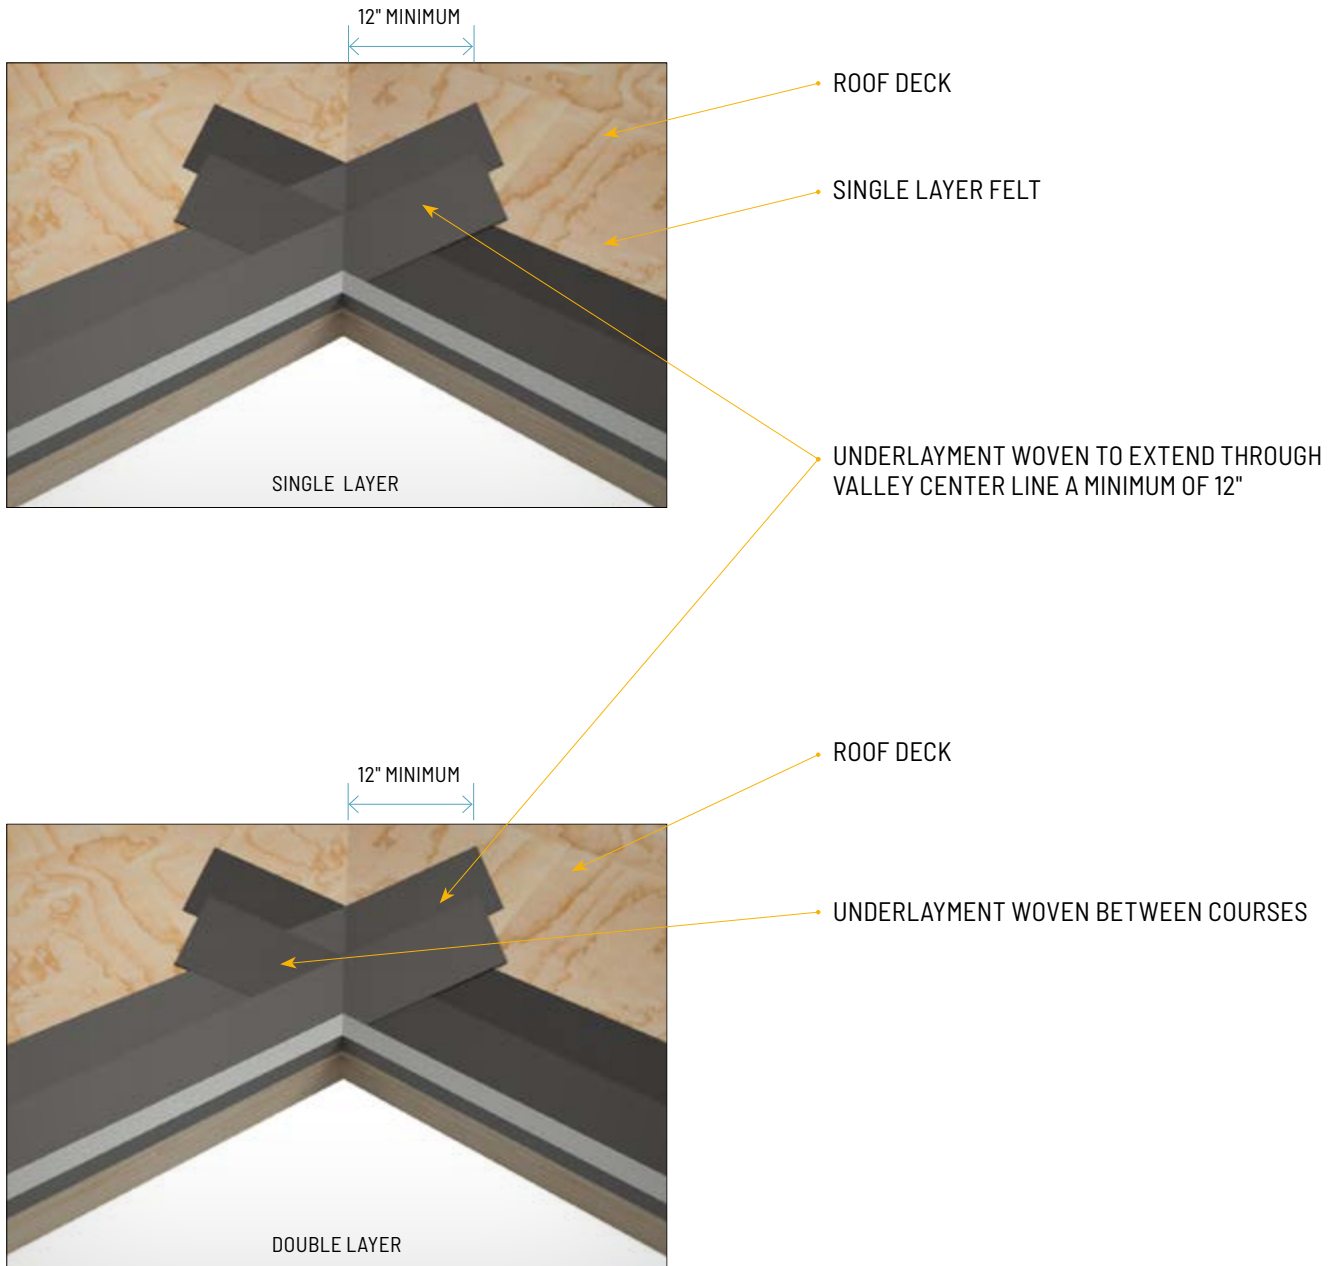 12" MINIMUM
ROOF DECK
SINGLE LAYER FELT
UNDERLAYMENT WOVEN TO EXTEND THROUGH
VALLEY CENTER LINE A MINIMUM OF 12"
SINGLE LAYER
12" MINIMUM
ROOF DECK
UNDERLAYMENT WOVEN BETWEEN COURSES
DOUBLE LAYER